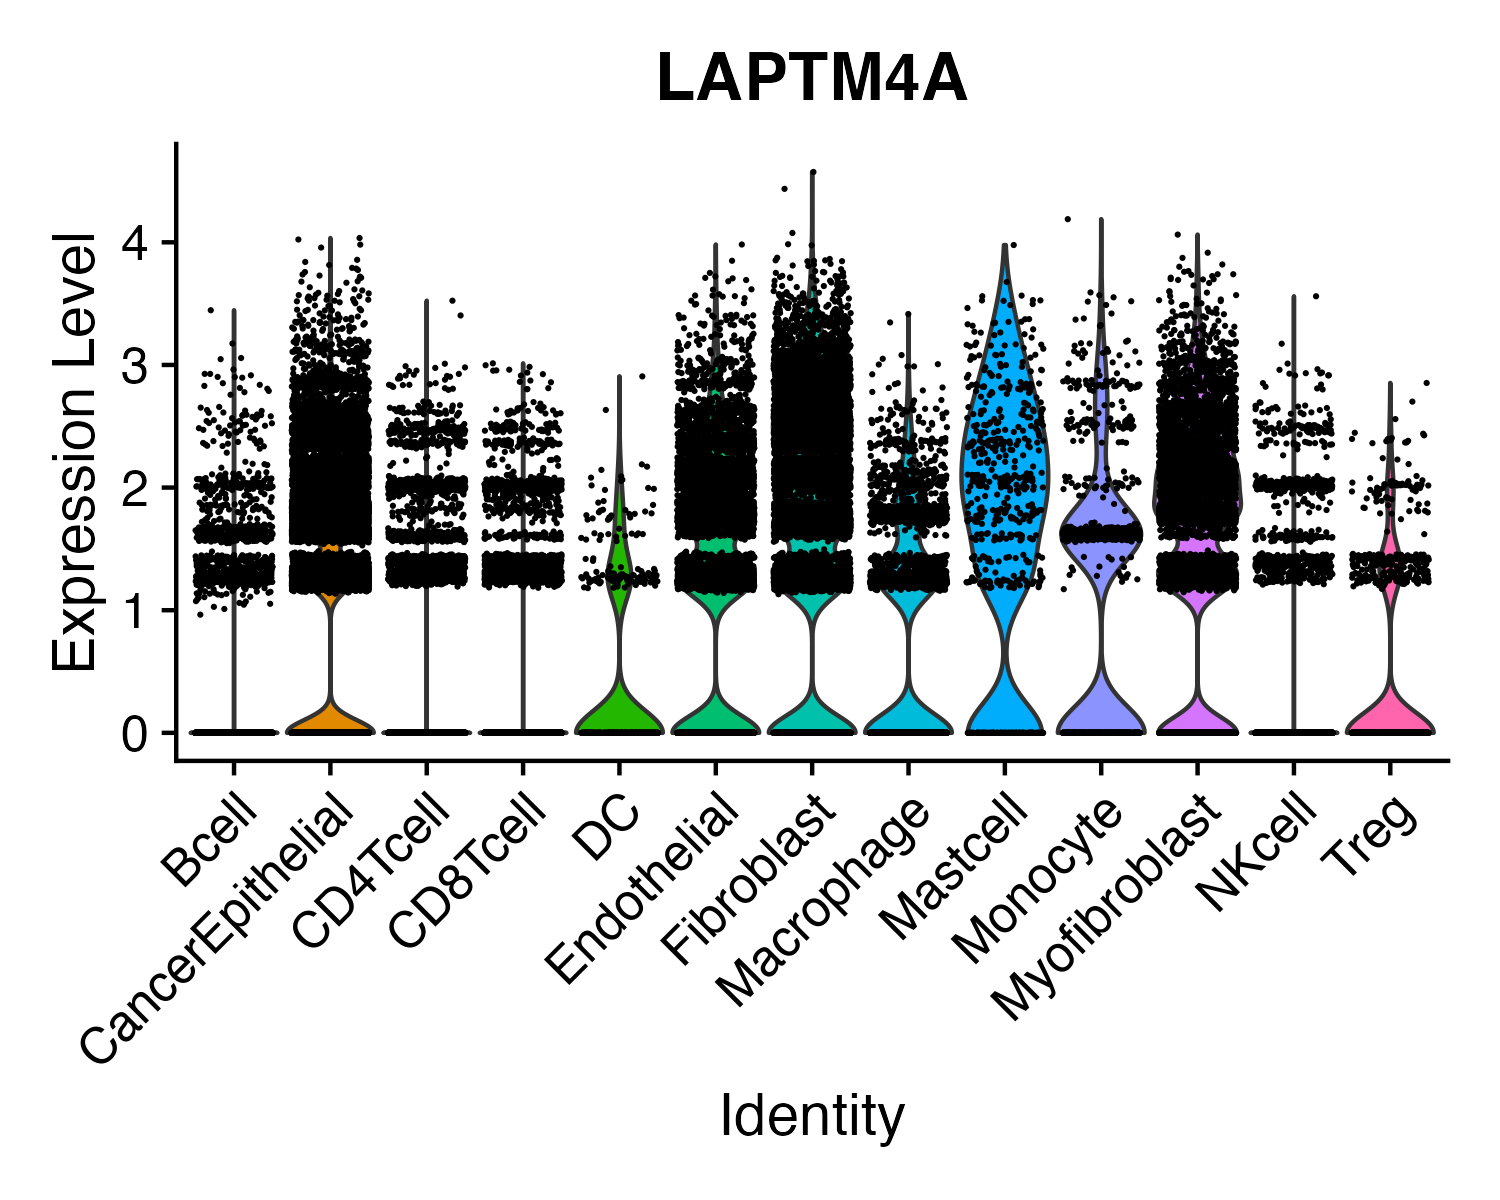 LAPTM4A
Expression Level
4
3
2
1
0
Bcell
CancerEpithelial
CD4Tcell
CD8Tcell
DC
Endothelial
Fibroblast
Macrophage
Mastcell
Monocyte
Myofibroblast
NKcell
Treg
Identity